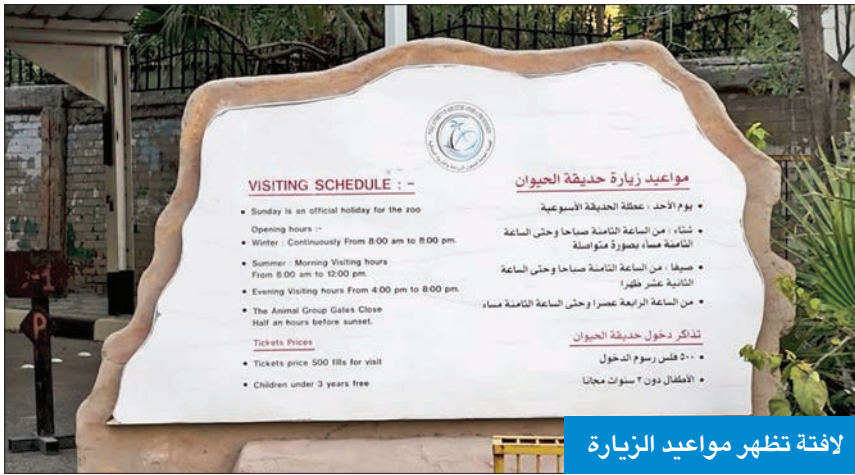 VISITING SCHEDULE : -
• Sunday is an official holiday for the zoo
Opening hours :-
• Winter : Continuously From 8:00 am to 8:00 pm.
• Summer : Morning Visiting hours
From 8:00 am to 12:00 pm.
• Evening Visiting hours From 4:00 pm to 8:00 pm.
• The Animal Group Gates Close
Half an hours before sunset.
Tickets Prices
• Tickets price 500 fills for visit
• Children under 3 years free
مواعيد زيارة حديقة الحيوان
• يوم الأحد : عطلة الحديقة الأسبوعية
• شتاء : من الساعة الثامنة صباحا وحتى الساعة
الثامنة مساء بصورة متواصلة
• صيفا : من الساعة الثامنة صباحا وحتى الساعة
الثانية عشر ظهرا
• من الساعة الرابعة عصرا وحتى الساعة الثامنة مساء
تذاكر دخول حديقة الحيوان
• ٥٠٠ فلس رسوم الدخول
• الأطفال دون ٣ سنوات مجانا
P
لافتة تظهر مواعيد الزيارة